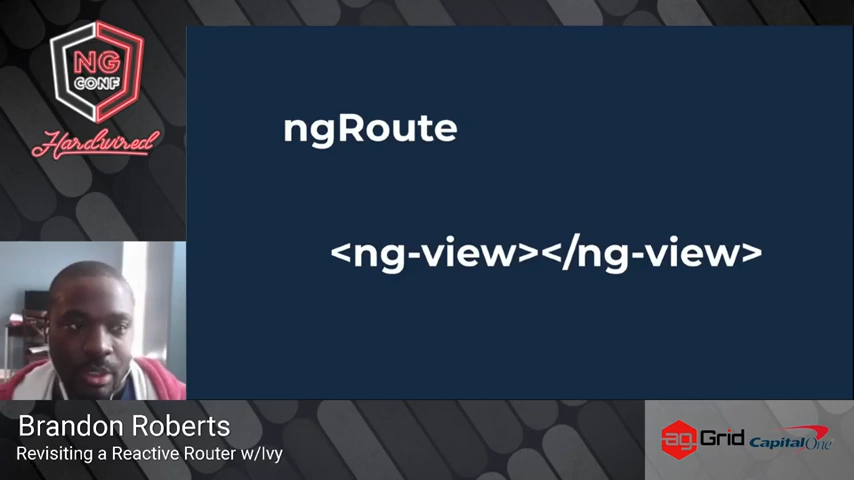 NG
CONF
Hardwired
ngRoute
<ng-view></ng-view>
Brandon Roberts
Revisiting a Reactive Router w/Ivy
ag Grid
Capital One